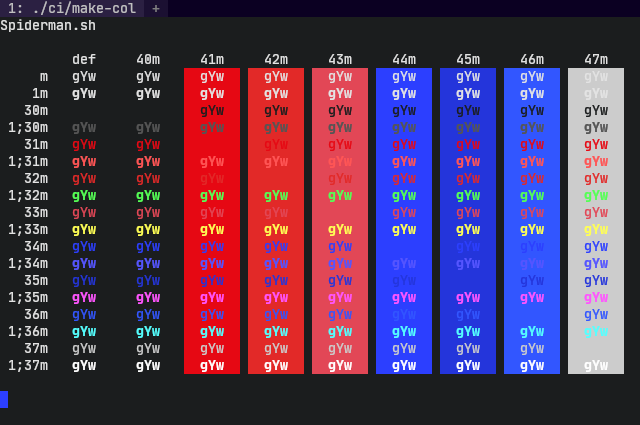 1: ./ci/make-col +
Spiderman.sh
def 40m 41m 42m 43m 44m 45m 46m 47m
m gYw gYw gYw gYw gYw gYw gYw gYw gYw
1m gYw gYw gYw gYw gYw gYw gYw gYw gYw
30m gYw gYw gYw gYw gYw gYw gYw
1;30m gYw gYw gYw gYw gYw gYw gYw gYw gYw
31m gYw gYw gYw gYw gYw gYw gYw gYw
1;31m gYw gYw gYw gYw gYw gYw gYw gYw gYw
32m gYw gYw gYw gYw gYw gYw gYw gYw
1;32m gYw gYw gYw gYw gYw gYw gYw gYw gYw
33m gYw gYw gYw gYw gYw gYw gYw gYw
1;33m gYw gYw gYw gYw gYw gYw gYw gYw gYw
34m gYw gYw gYw gYw gYw gYw gYw gYw
1;34m gYw gYw gYw gYw gYw gYw gYw gYw gYw
35m gYw gYw gYw gYw gYw gYw gYw gYw
1;35m gYw gYw gYw gYw gYw gYw gYw gYw gYw
36m gYw gYw gYw gYw gYw gYw gYw gYw
1;36m gYw gYw gYw gYw gYw gYw gYw gYw gYw
37m gYw gYw gYw gYw gYw gYw gYw gYw
1;37m gYw gYw gYw gYw gYw gYw gYw gYw gYw